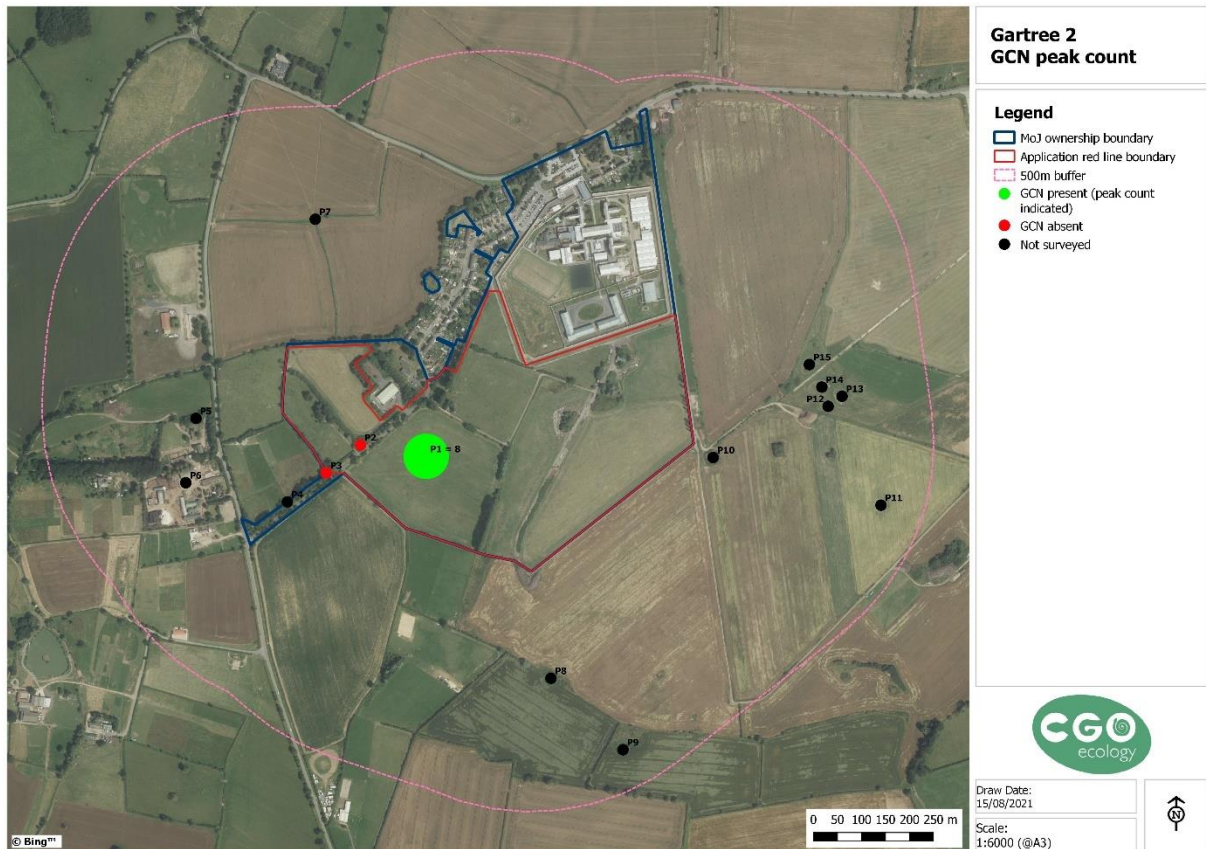 Gartree 2
GCN peak count
Legend
MoJ ownership boundary
Application red line boundary
500m buffer
GCN present (peak count
indicated)
GCN absent
Not surveyed
P7
P15
P14
P13
P12
P5
P2
P1 = 8
P10
P3
P6
P4
P11
P8
P9
CGO
ecology
Draw Date:
15/08/2021
Scale:
1:6000 (@A3)
N
0 50 100 150 200 250 m
© Bing™